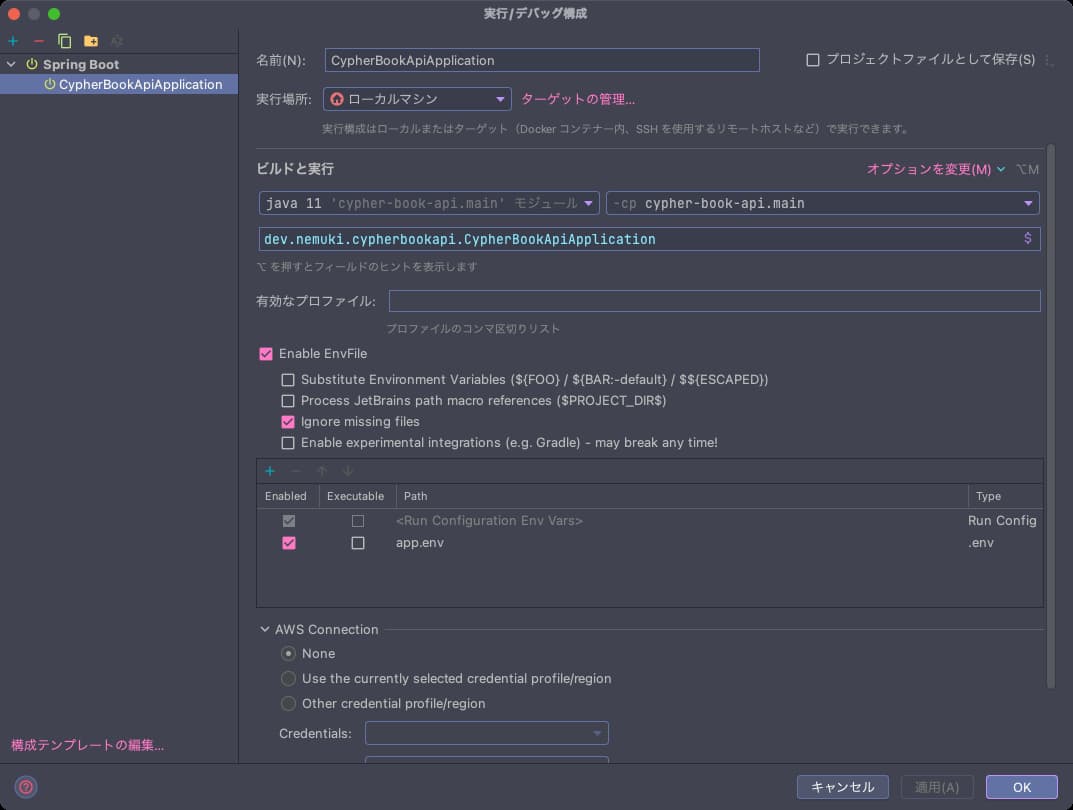 実行/デバッグ構成
Spring Boot
CypherBookApiApplication
名前(N): CypherBookApiApplication プロジェクトファイルとして保存(S)
実行場所: ローカルマシン ターゲットの管理...
実行構成はローカルまたはターゲット（Docker コンテナー内、SSH を使用するリモートホストなど）で実行できます。
ビルドと実行 オプションを変更(M) ⌥M
java 11 'cypher-book-api.main' モジュール -cp cypher-book-api.main
dev.nemuki.cypherbookapi.CypherBookApiApplication $
⌥ を押すとフィールドのヒントを表示します
有効なプロファイル:
プロファイルのコンマ区切りリスト
Enable EnvFile
Substitute Environment Variables (${FOO} / ${BAR:-default} / $${ESCAPED})
Process JetBrains path macro references ($PROJECT_DIR$)
Ignore missing files
Enable experimental integrations (e.g. Gradle) - may break any time!
Enabled Executable Path Type
<Run Configuration Env Vars> Run Config
app.env .env
AWS Connection
None
Use the currently selected credential profile/region
Other credential profile/region
Credentials:
構成テンプレートの編集...
? キャンセル 適用(A) OK